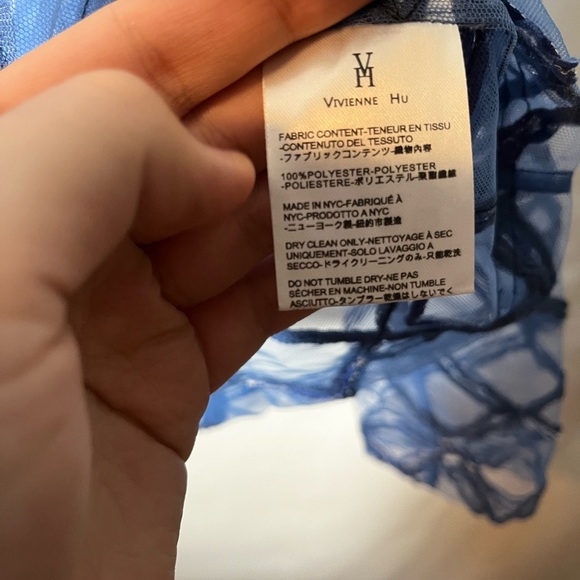 VH
VIVIENNE HU
FABRIC CONTENT-TENEUR EN TISSU
-CONTENUTO DEL TESSUTO
-ファブリックコンテンツ-織物內容
100%POLYESTER-POLYESTER
-POLIESTERE-ポリエステル-聚酯纖維
MADE IN NYC-FABRIQUÉ À
NYC-PRODOTTO A NYC
-ニューヨーク製-紐約市製造
DRY CLEAN ONLY-NETTOYAGE À SEC
UNIQUEMENT-SOLO LAVAGGIO A
SECCO-ドライクリーニングのみ-只能乾洗
DO NOT TUMBLE DRY-NE PAS
SÉCHER EN MACHINE-NON TUMBLE
ASCIUTTO-タンブラー乾燥はしないでく